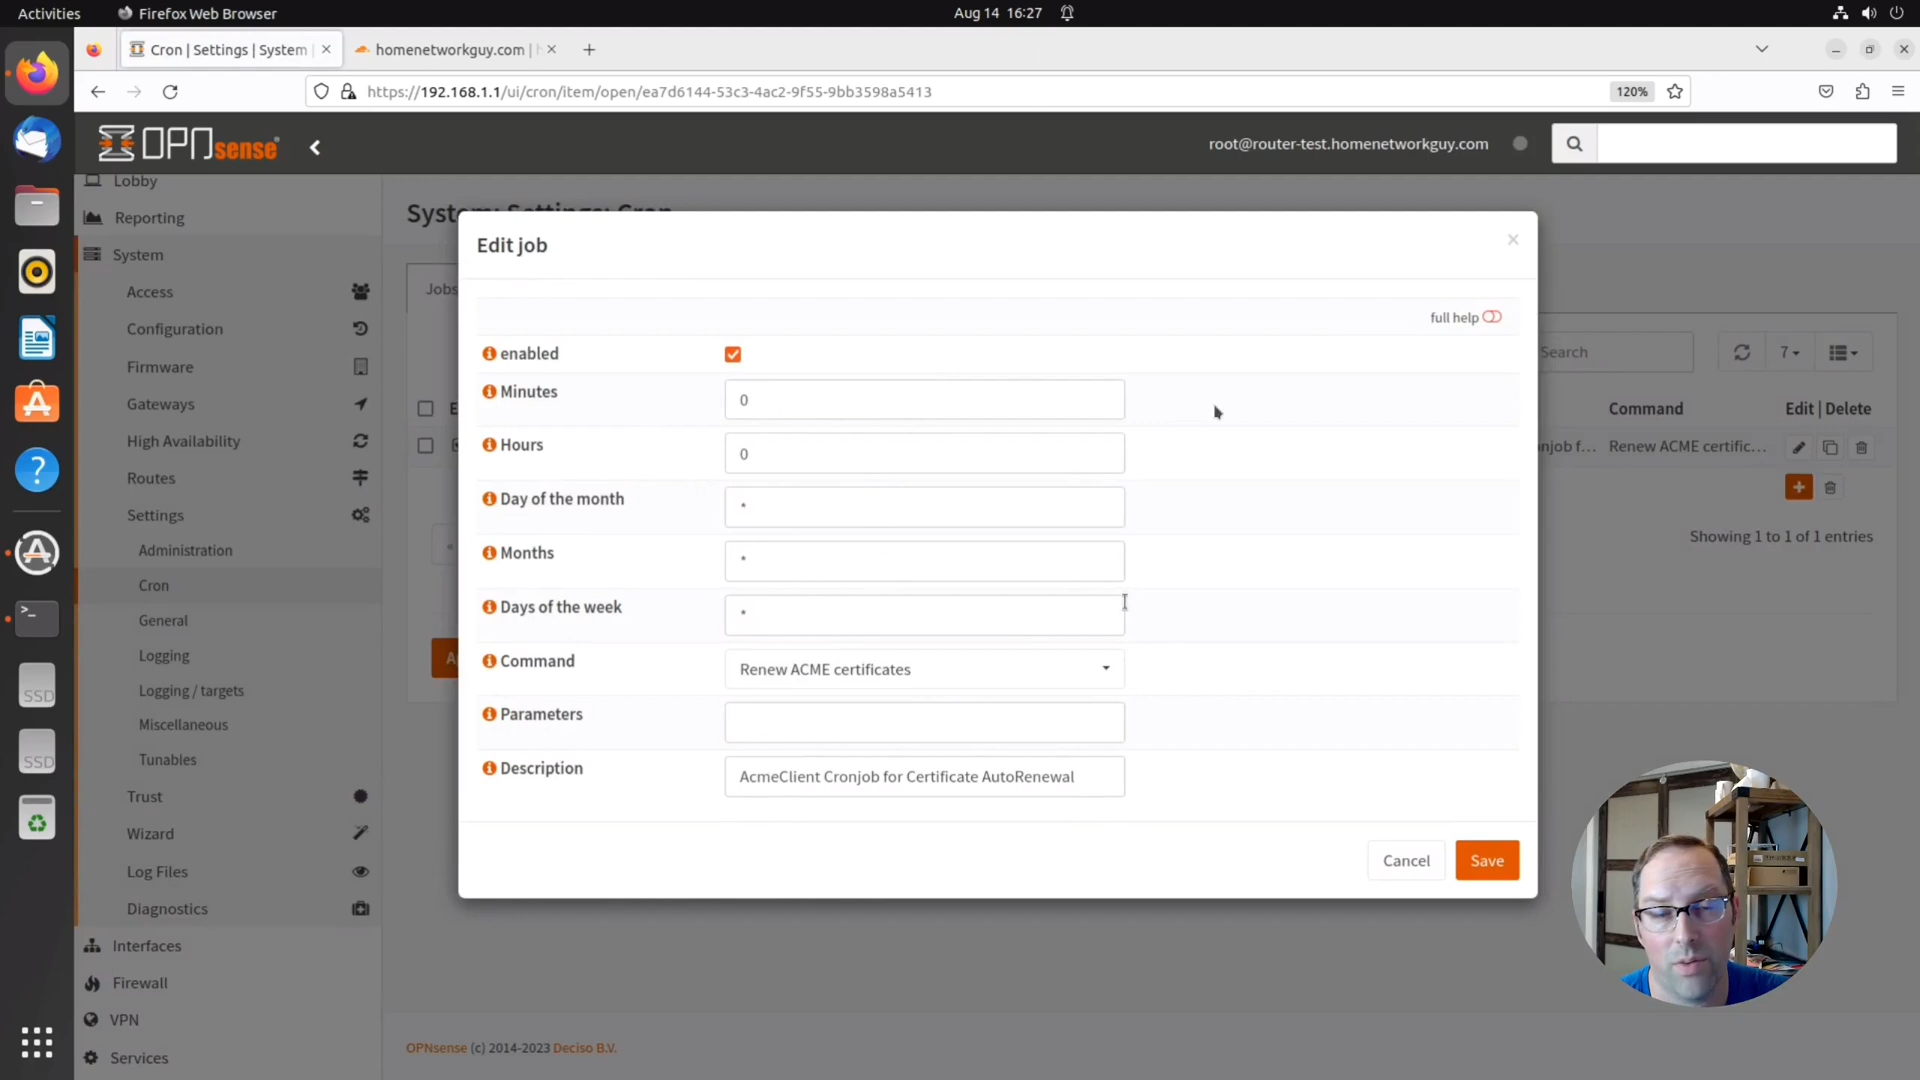 Activities
Firefox Web Browser
Aug 14 16:27
Cron | Settings | System
homenetworkguy.com | h
https://192.168.1.1/ui/cron/item/open/ea7d6144-53c3-4ac2-9f55-9bb3598a5413
120%
OPNsense
root@router-test.homenetworkguy.com
Lobby
Reporting
System
Access
Configuration
Firmware
Gateways
High Availability
Routes
Settings
Administration
Cron
General
Logging
Logging / targets
Miscellaneous
Tunables
Trust
Wizard
Log Files
Diagnostics
Interfaces
Firewall
VPN
Services
SSD
SSD
System: Settings: Cron
Jobs
Search
7
Command
Edit | Delete
njob f...
Renew ACME certific...
«
Showing 1 to 1 of 1 entries
Edit job
full help
enabled
Minutes
0
Hours
0
Day of the month
*
Months
*
Days of the week
*
Command
Renew ACME certificates
Parameters
Description
AcmeClient Cronjob for Certificate AutoRenewal
Cancel
Save
OPNsense (c) 2014-2023 Deciso B.V.